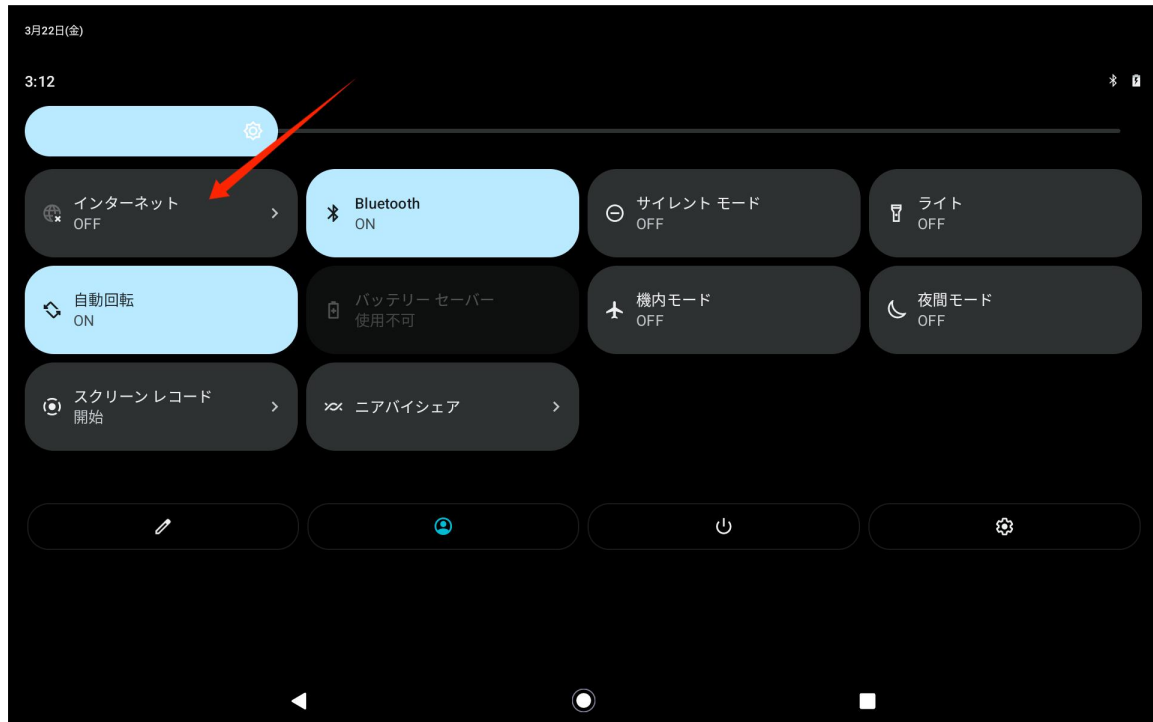 3月22日(金)
3:12
インターネット
OFF
Bluetooth
ON
サイレント モード
OFF
ライト
OFF
自動回転
ON
バッテリー セーバー
使用不可
機内モード
OFF
夜間モード
OFF
スクリーン レコード
開始
ニアバイシェア